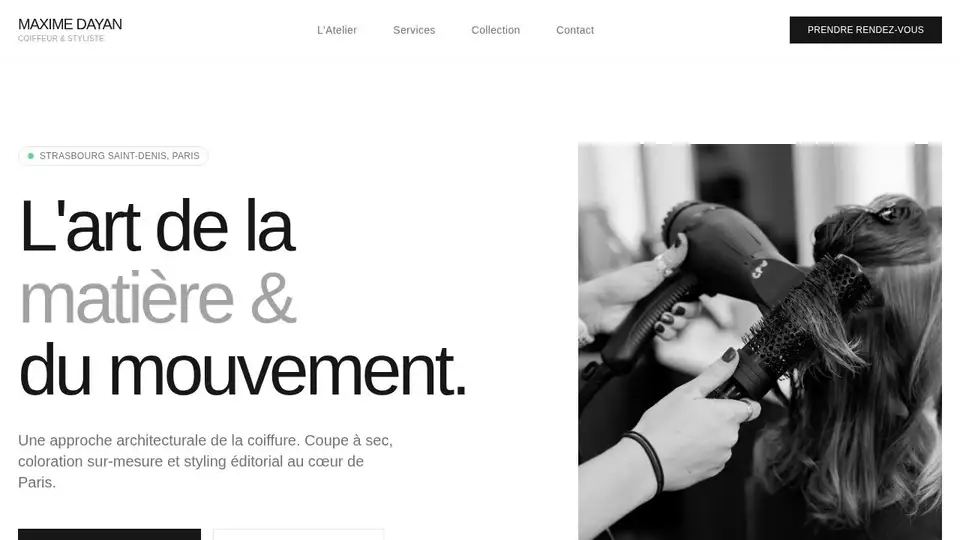 MAXIME DAYAN
COIFFEUR & STYLISTE
L'Atelier
Services
Collection
Contact
PRENDRE RENDEZ-VOUS
STRASBOURG SAINT-DENIS, PARIS
L'art de la
matière &
du mouvement.
Une approche architecturale de la coiffure. Coupe à sec,
coloration sur-mesure et styling éditorial au cœur de
Paris.